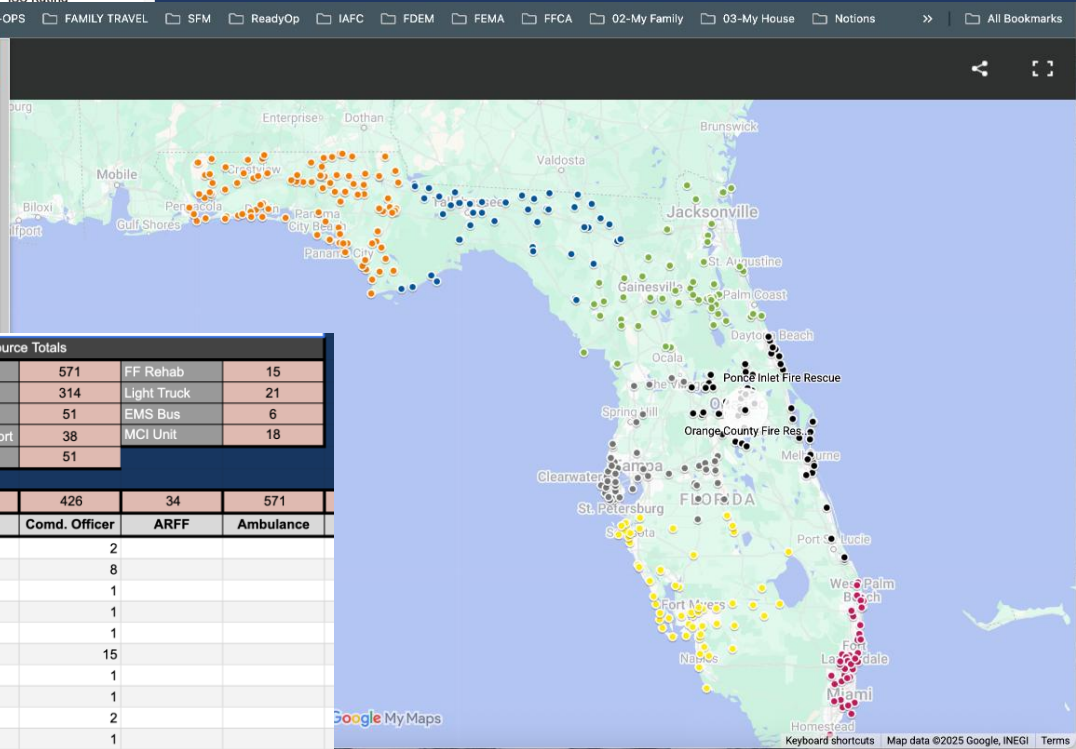 -OPS FAMILY TRAVEL SFM ReadyOp IAFC FDEM FEMA FFCA 02-My Family 03-My House Notions » All Bookmarks
Enterprise Dothan
Brunswick
Valdosta
Mobile
Crestview
Biloxi
Pensacola
Jacksonville
Gulf Shores
Panama
City Beach
Panama City
St. Augustine
Gainesville
Palm Coast
Daytona Beach
Ocala
Ponce Inlet Fire Rescue
Spring Hill
Orange County Fire Res...
Melbourne
Tampa
Clearwater
FLORIDA
St. Petersburg
Port St. Lucie
West Palm
Beach
Fort Myers
Fort
Lauderdale
Naples
Miami
Homestead
Google My Maps
Keyboard shortcuts Map data ©2025 Google, INEGI Terms
urce Totals
571 FF Rehab 15
314 Light Truck 21
51 EMS Bus 6
ort 38 MCI Unit 18
51
426 34 571
Comd. Officer ARFF Ambulance
2
8
1
1
1
15
1
1
2
1